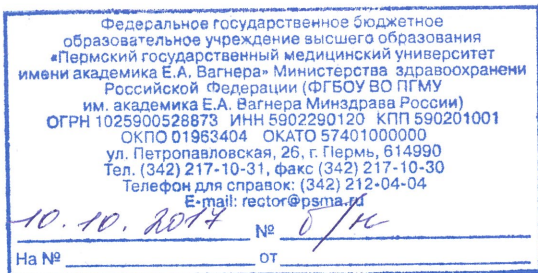 Федеральное государственное бюджетное
образовательное учреждение высшего образования
«Пермский государственный медицинский университет
имени академика Е.А. Вагнера» Министерства здравоохранени
Российской Федерации (ФГБОУ ВО ПГМУ
им. академика Е.А. Вагнера Минздрава России)
ОГРН 1025900528873 ИНН 5902290120 КПП 590201001
ОКПО 01963404 ОКАТО 57401000000
ул. Петропавловская, 26, г. Пермь, 614990
Тел. (342) 217-10-31, факс (342) 217-10-30
Телефон для справок: (342) 212-04-04
E-mail: rector@psma.ru
10.10.2017 № б/н
На № от